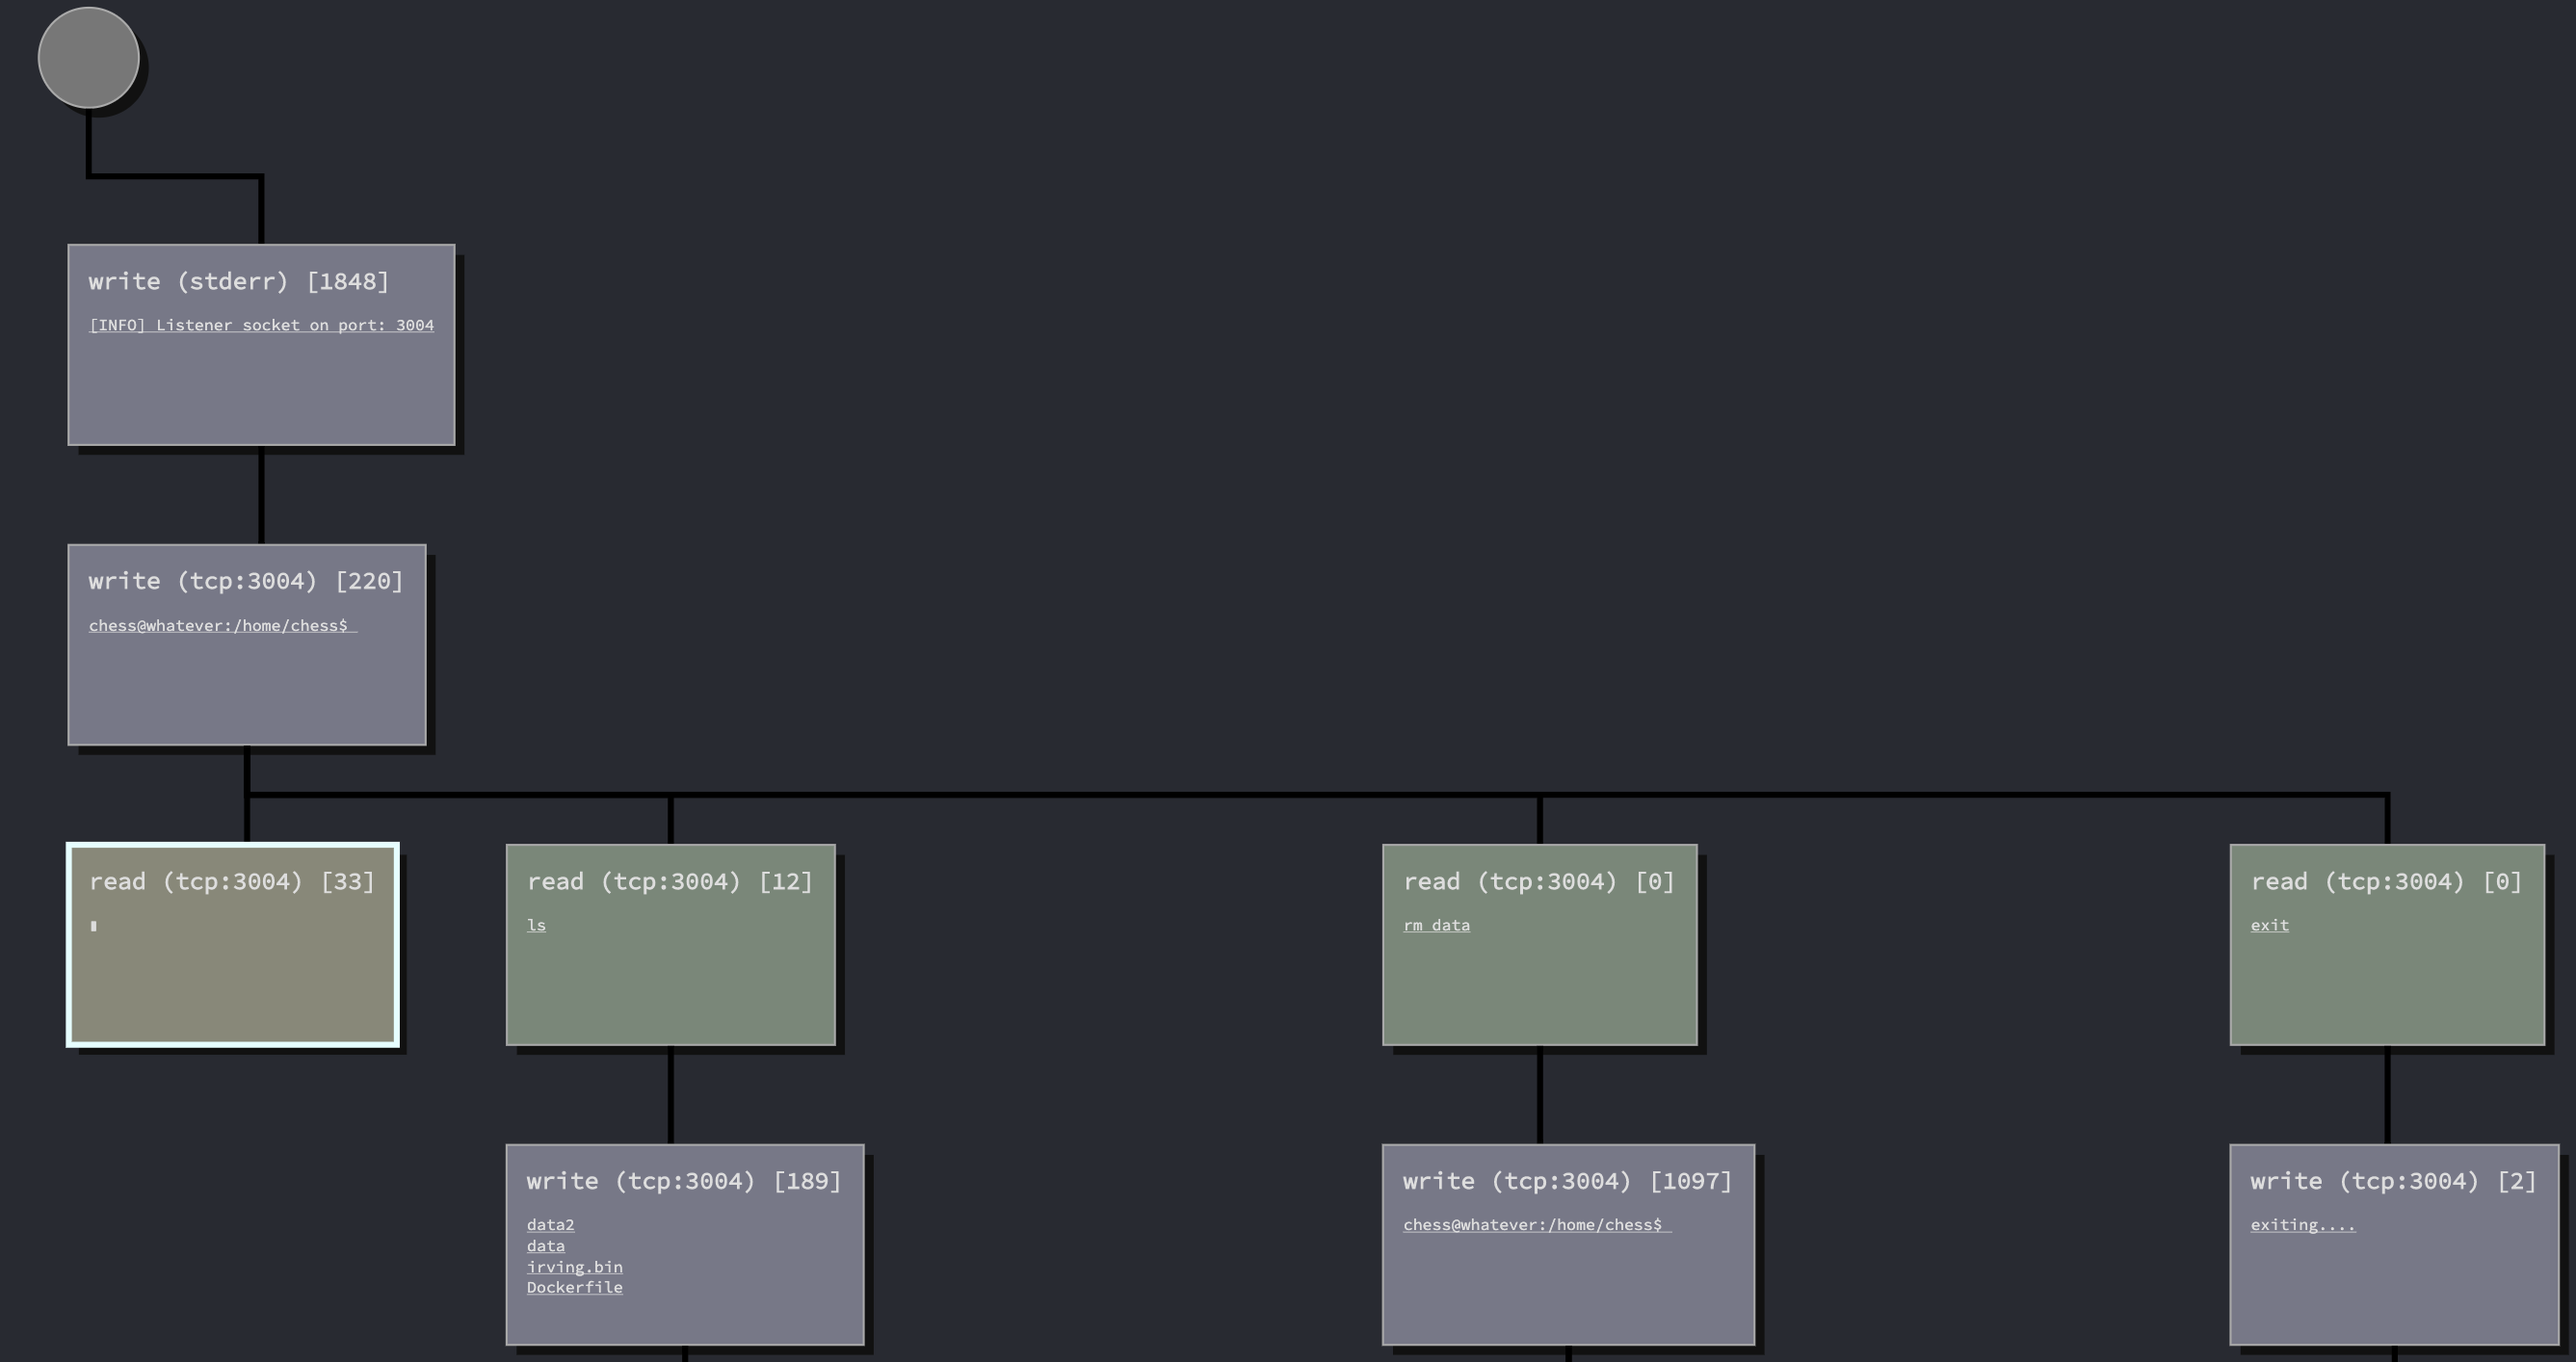 write (stderr) [1848]
[INFO] Listener socket on port: 3004
write (tcp:3004) [220]
chess@whatever:/home/chess$
read (tcp:3004) [33]
read (tcp:3004) [12]
ls
read (tcp:3004) [0]
rm data
read (tcp:3004) [0]
exit
write (tcp:3004) [189]
data2
data
irving.bin
Dockerfile
write (tcp:3004) [1097]
chess@whatever:/home/chess$
write (tcp:3004) [2]
exiting....